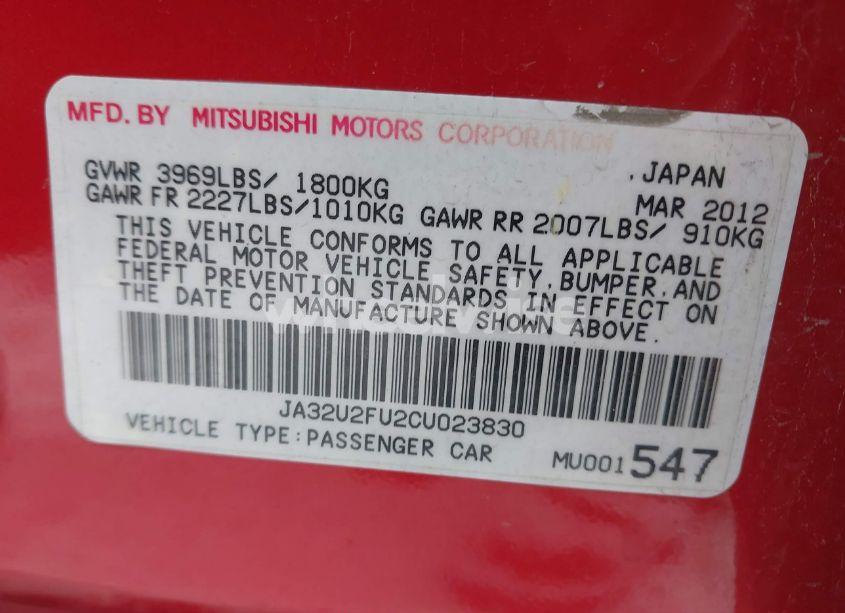 MFD. BY MITSUBISHI MOTORS CORPORATION
GVWR 3969LBS/ 1800KG .JAPAN
GAWR FR 2227LBS/1010KG GAWR RR 2007LBS/ 910KG MAR 2012
THIS VEHICLE CONFORMS TO ALL APPLICABLE
FEDERAL MOTOR VEHICLE SAFETY,BUMPER,AND
THEFT PREVENTION STANDARDS IN EFFECT ON
THE DATE OF MANUFACTURE SHOWN ABOVE.
JA32U2FU2CU023830
VEHICLE TYPE:PASSENGER CAR MU001 547